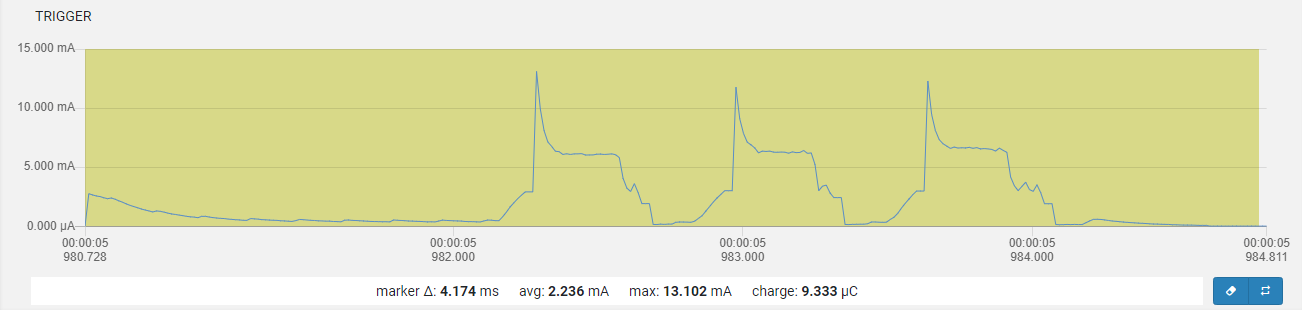 TRIGGER
15.000 mA
10.000 mA
5.000 mA
0.000 µA
00:00:05 00:00:05 00:00:05 00:00:05 00:00:05
980.728 982.000 983.000 984.000 984.811
marker Δ: 4.174 ms avg: 2.236 mA max: 13.102 mA charge: 9.333 µC